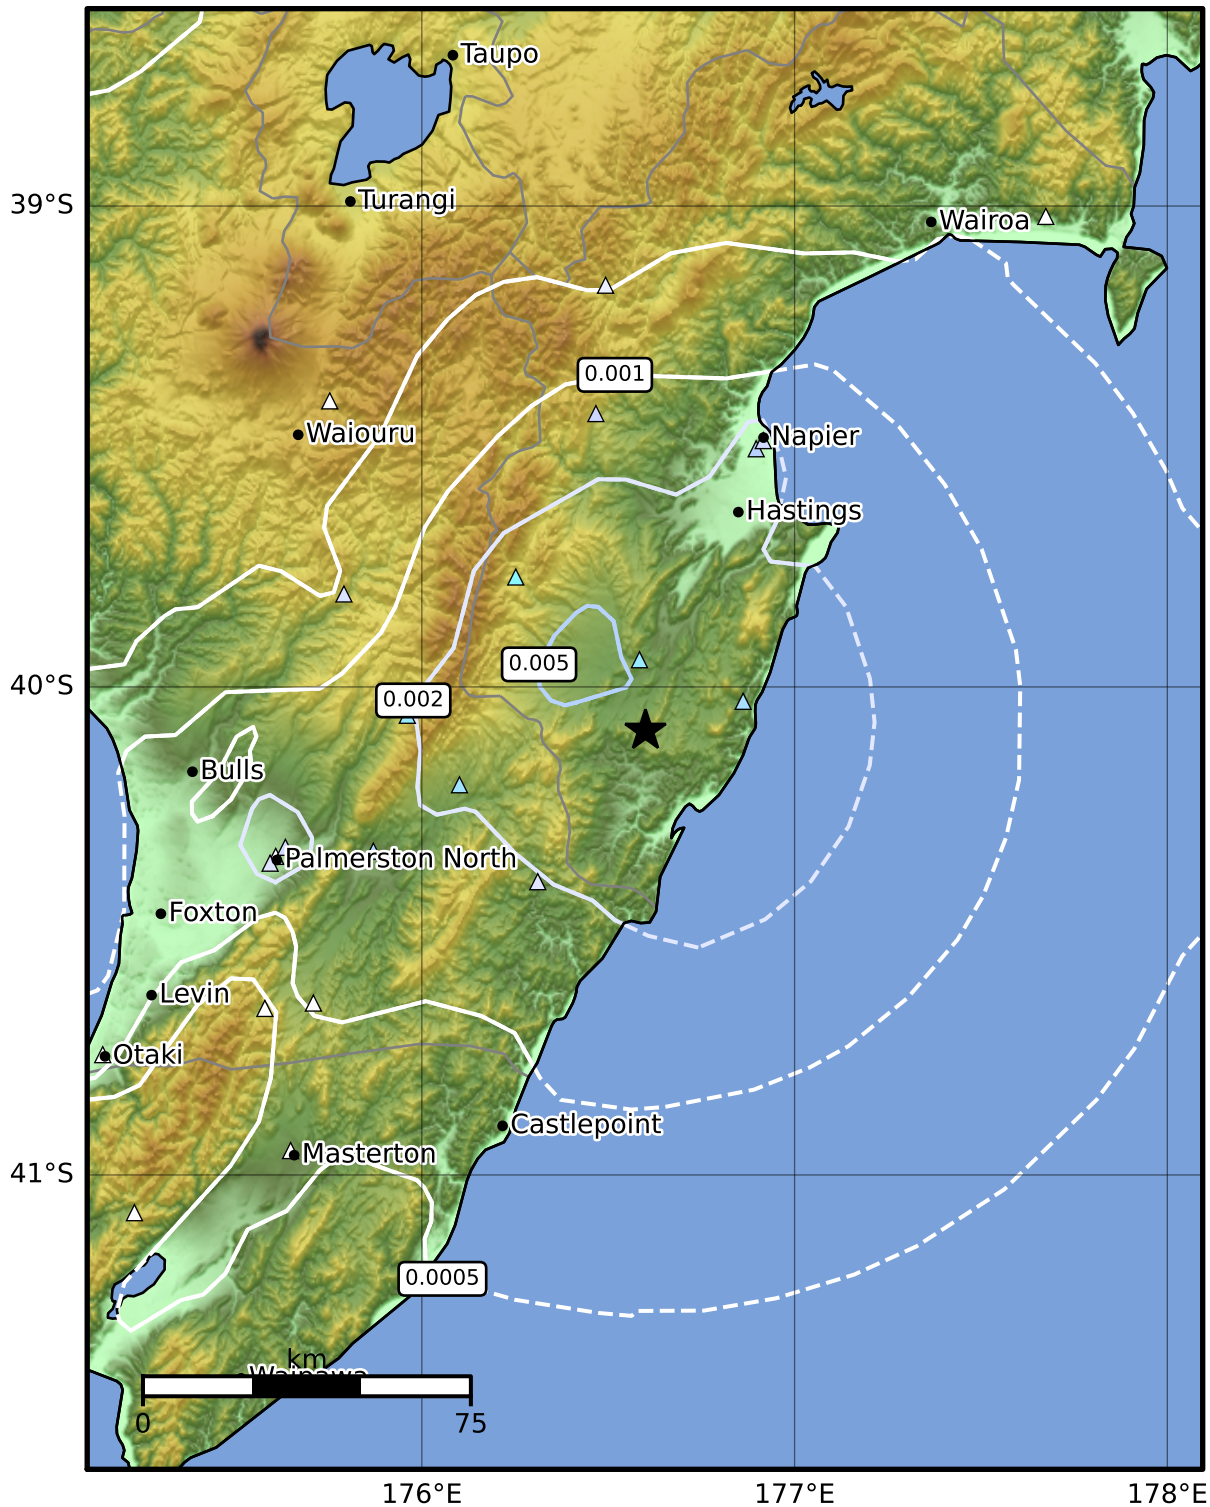 Taupo
39°S
Turangi
Wairoa
0.001
Waiouru
Napier
Hastings
0.005
40°S
0.002
Bulls
Palmerston North
Foxton
Levin
Otaki
Castlepoint
Masterton
41°S
0.0005
km
0
75
176°E
177°E
178°E